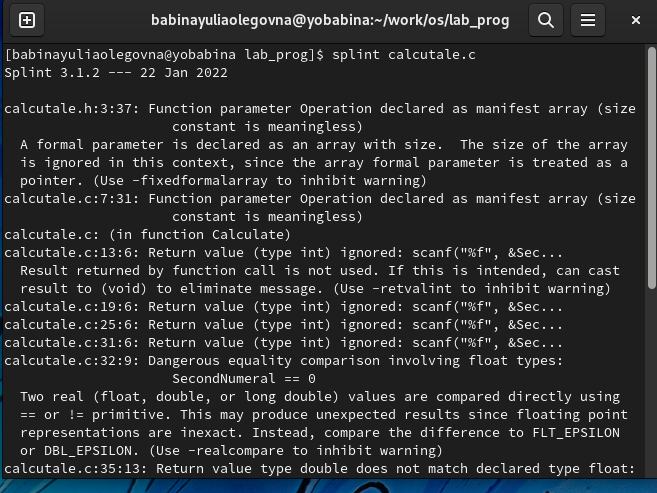 babinayuliaolegovna@yobabina:~/work/os/lab_prog
[babinayuliaolegovna@yobabina lab_prog]$ splint calcutale.c
Splint 3.1.2 --- 22 Jan 2022
calcutale.h:3:37: Function parameter Operation declared as manifest array (size
constant is meaningless)
A formal parameter is declared as an array with size.  The size of the array
is ignored in this context, since the array formal parameter is treated as a
pointer. (Use -fixedformalarray to inhibit warning)
calcutale.c:7:31: Function parameter Operation declared as manifest array (size
constant is meaningless)
calcutale.c: (in function Calculate)
calcutale.c:13:6: Return value (type int) ignored: scanf("%f", &Sec...
Result returned by function call is not used. If this is intended, can cast
result to (void) to eliminate message. (Use -retvalint to inhibit warning)
calcutale.c:19:6: Return value (type int) ignored: scanf("%f", &Sec...
calcutale.c:25:6: Return value (type int) ignored: scanf("%f", &Sec...
calcutale.c:31:6: Return value (type int) ignored: scanf("%f", &Sec...
calcutale.c:32:9: Dangerous equality comparison involving float types:
SecondNumeral == 0
Two real (float, double, or long double) values are compared directly using
== or != primitive. This may produce unexpected results since floating point
representations are inexact. Instead, compare the difference to FLT_EPSILON
or DBL_EPSILON. (Use -realcompare to inhibit warning)
calcutale.c:35:13: Return value type double does not match declared type float: